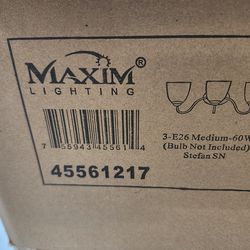 MAXIM®
LIGHTING
3-E26 Medium-60W
(Bulb Not Included)
Stefan SN
7 55943 45561 4
45561217